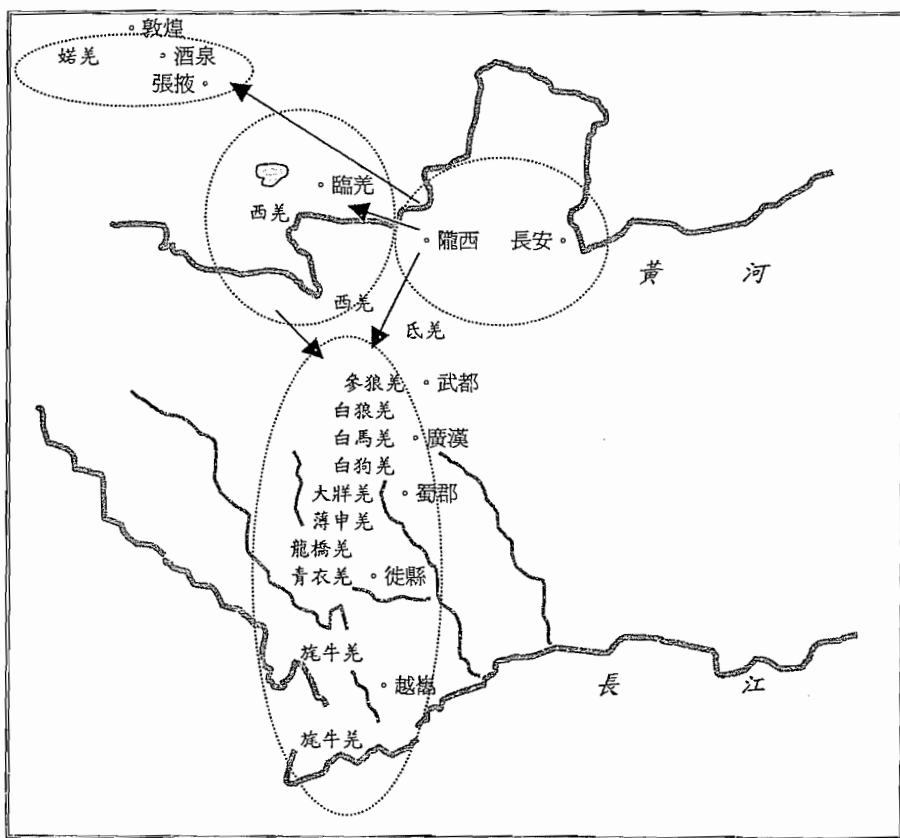 。敦煌
婼羌 。酒泉
張掖。
。臨羌
西羌
。隴西 長安。
黃 河
西羌
氐羌
參狼羌 。武都
白狼羌
白馬羌 。廣漢
白狗羌
大牂羌 。蜀郡
薄申羌
龍橋羌
青衣羌 。徙縣
旄牛羌
。越嶲
長 江
旄牛羌